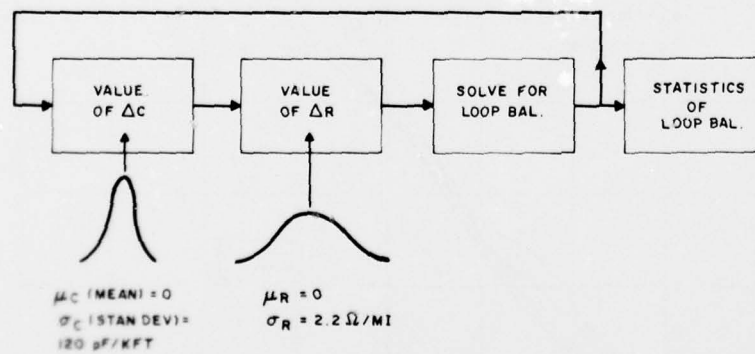 VALUE
OF ΔC
VALUE
OF ΔR
SOLVE FOR
LOOP BAL.
STATISTICS
OF
LOOP BAL.
μC (MEAN) = 0
σC (STAN DEV) =
120 pF/KFT
μR = 0
σR = 2.2 Ω/MI